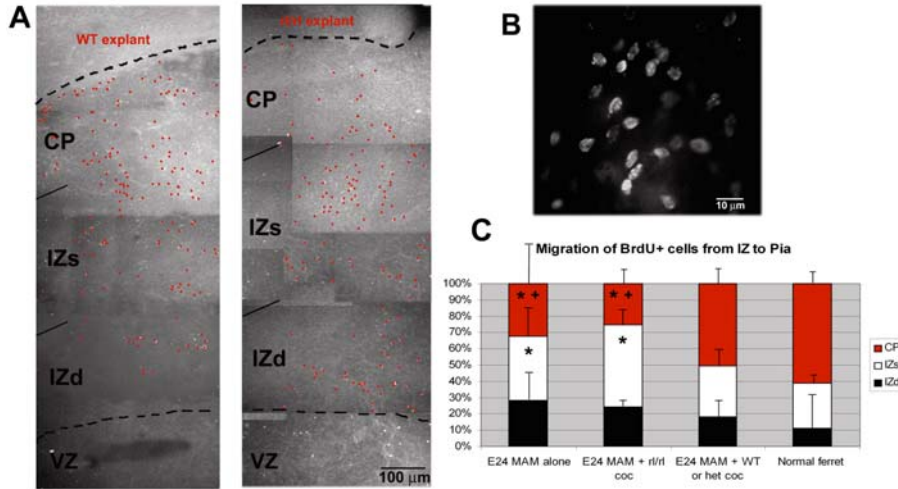 A
WT explant
CP
IZs
IZd
VZ
explant
CP
IZs
IZd
VZ
100 µm
B
10 µm
C
Migration of BrdU+ cells from IZ to Pia
100%
90%
80%
70%
60%
50%
40%
30%
20%
10%
0%
* +
*
* +
*
E24 MAM alone
E24 MAM + rl/rl
coc
E24 MAM + WT
or het coc
Normal ferret
CP
IZs
IZd